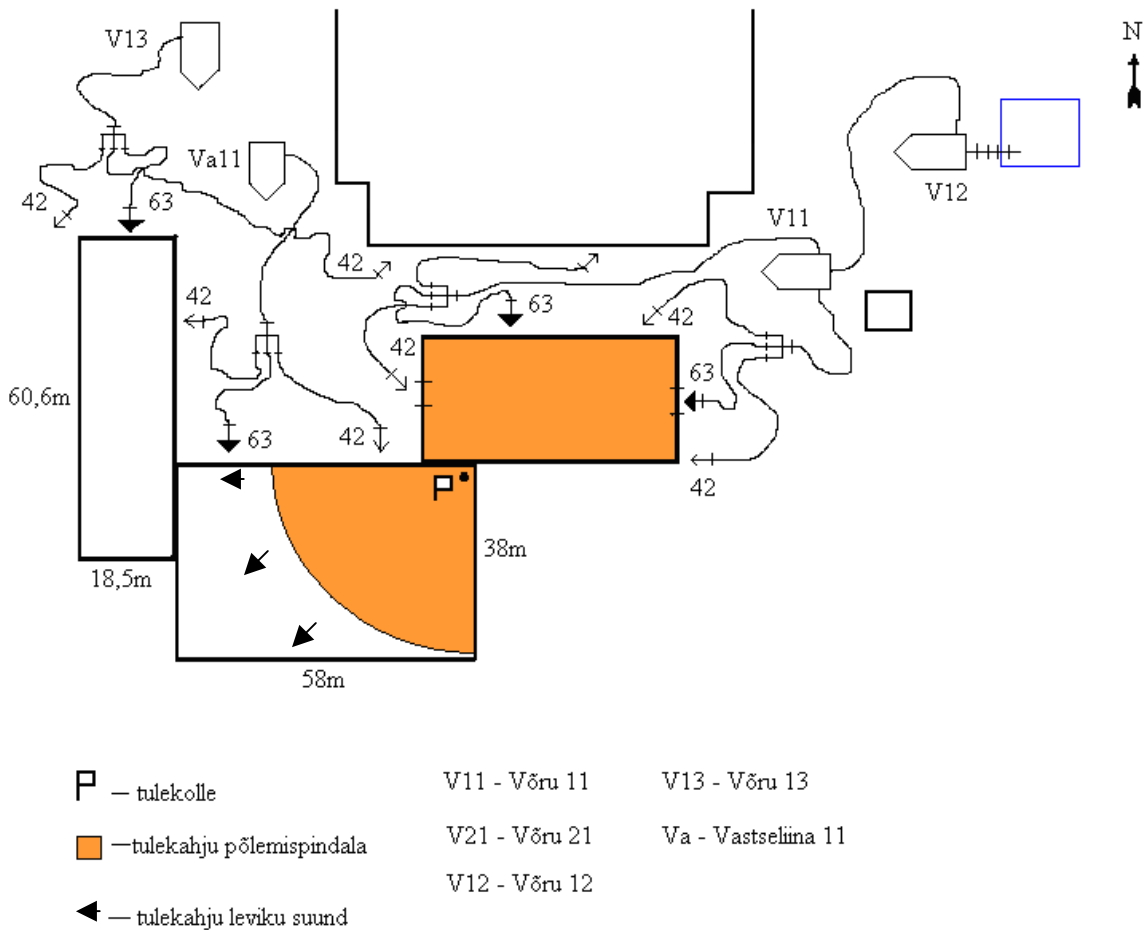 N
V13
Va11
V12
V11
42
63
42
42
63
42
42
42
63
63
42
42
60,6m
38m
18,5m
58m
— tulekolle
V11 - Võru 11
V13 - Võru 13
—tulekahju põlemispindala
V21 - Võru 21
Va - Vastseliina 11
V12 - Võru 12
— tulekahju leviku suund